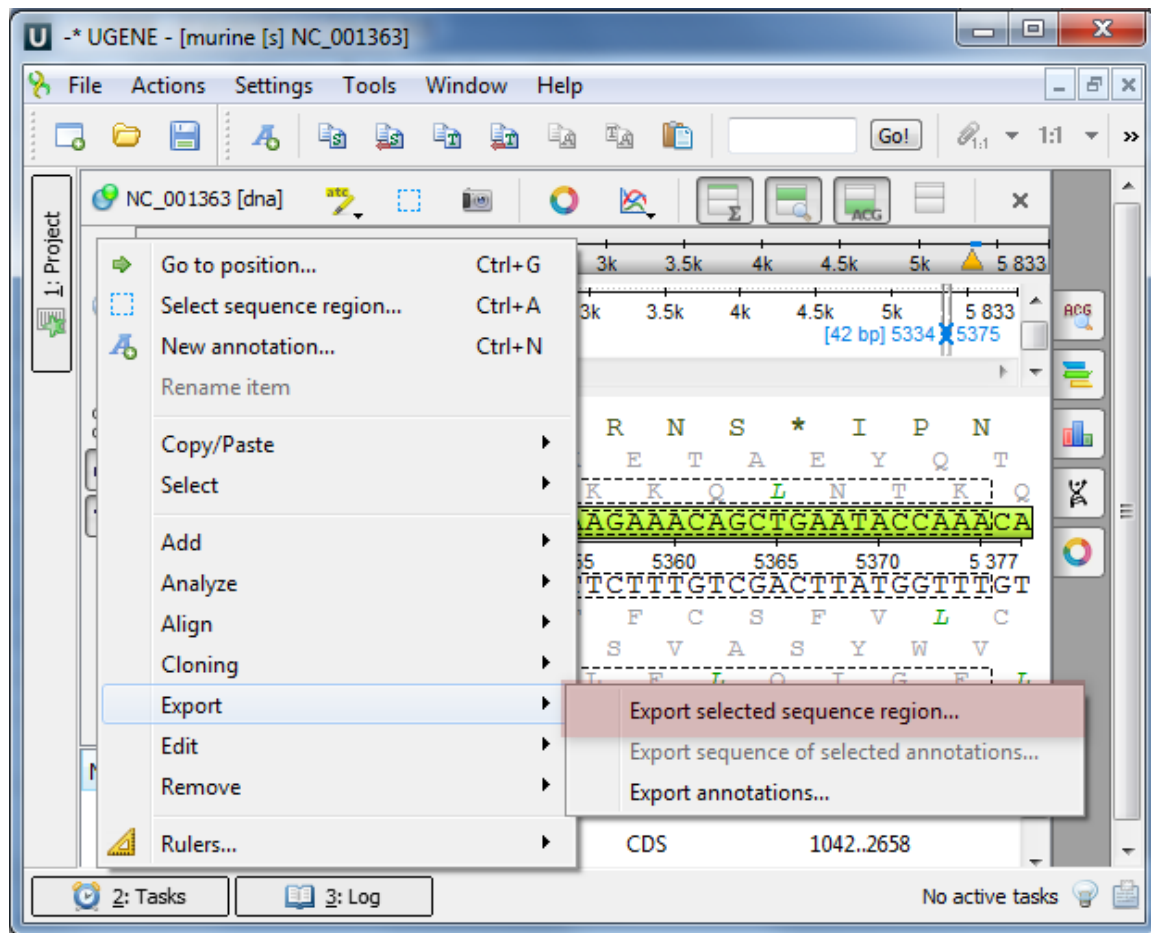 U -* UGENE - [murine [s] NC_001363]
File Actions Settings Tools Window Help
Go! 1:1 1:1 »
1: Project
NC_001363 [dna]
3k 3.5k 4k 4.5k 5k 5 833
3k 3.5k 4k 4.5k 5k 5 833
[42 bp] 5334 5375
Go to position... Ctrl+G
Select sequence region... Ctrl+A
New annotation... Ctrl+N
Rename item
Copy/Paste
Select
Add
Analyze
Align
Cloning
Export
Edit
Remove
Rulers...
R N S * I P N
E T A E Y Q T
K K Q L N T K Q
AAGAAACAGCTGAATACCAAACA
5360 5365 5370 5 377
TTCTTTGTCGACTTATGGTTTGT
F C S F V L C
S V A S Y W V
L F L Q I G F L
Export selected sequence region...
Export sequence of selected annotations...
Export annotations...
CDS 1042..2658
2: Tasks 3: Log No active tasks